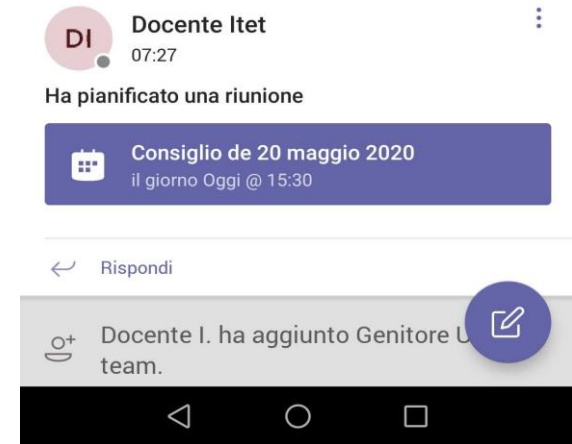 DI
Docente Itet
07:27
Ha pianificato una riunione
Consiglio de 20 maggio 2020
il giorno Oggi @ 15:30
Rispondi
Docente I. ha aggiunto Genitore
team.